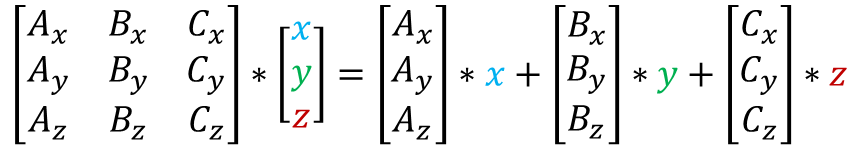 [A_x B_x C_x; A_y B_y C_y; A_z B_z C_z] * [x; y; z] = [A_x; A_y; A_z] * x + [B_x; B_y; B_z] * y + [C_x; C_y; C_z] * z